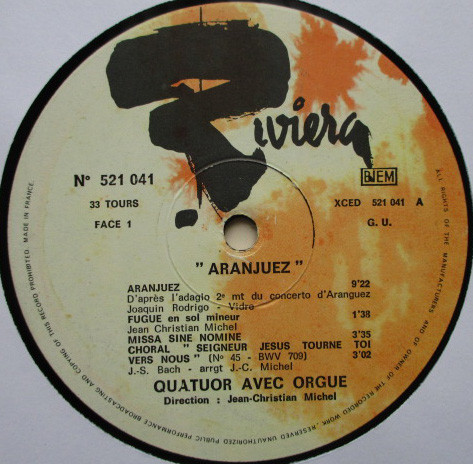 Riviera
N° 521 041
33 TOURS
FACE 1
BIEM
XCED 521 041 A
G. U.
" ARANJUEZ "
ARANJUEZ 9'22
D'après l'adagio 2e mt du concerto d'Aranguez
Joaquin Rodrigo - Vidre
FUGUE en sol mineur 1'38
Jean Christian Michel
MISSA SINE NOMINE 3'35
CHORAL " SEIGNEUR JESUS TOURNE TOI
VERS NOUS " (N° 45 - BWV 709) 3'02
J.-S. Bach - arrgt J.-C. Michel
QUATUOR AVEC ORGUE
Direction : Jean-Christian Michel
ALL RIGHTS OF THE MANUFACTURERS AND OF OWNER OF THE RECORDED WORK, RESERVED UNAUTHORIZED PUBLIC PERFORMANCE BROADCASTING AND COPYING OF THIS RECORD PROHIBITED. MADE IN FRANCE.